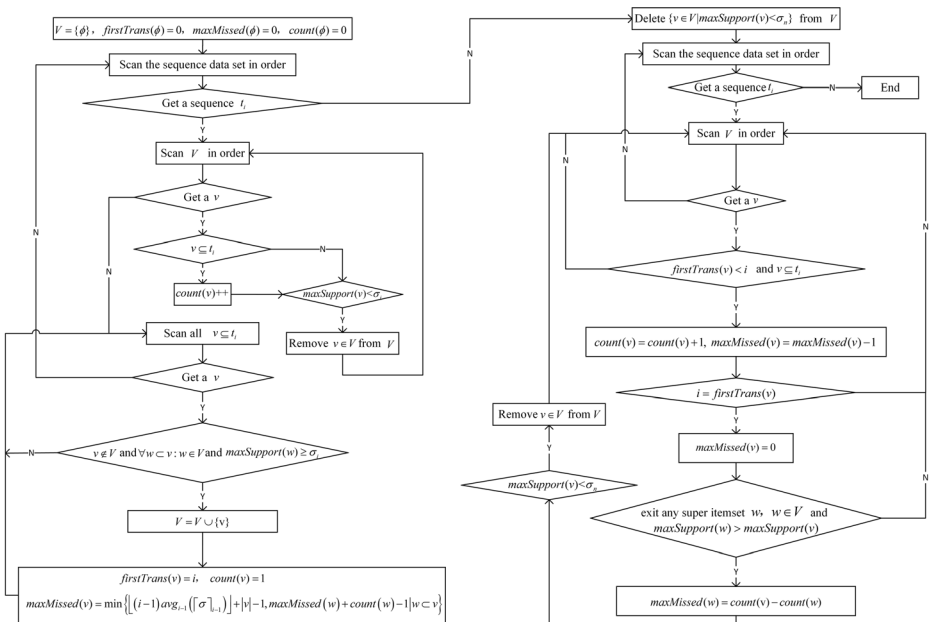 V={ϕ}, firstTrans(ϕ)=0, maxMissed(ϕ)=0, count(ϕ)=0
Scan the sequence data set in order
Get a sequence t_i
N
Y
Scan V in order
Get a v
Y
N
v⊆t_i
N
Y
count(v)++
maxSupport(v)<σ_i
Y
Remove v∈V from V
N
Scan all v⊆t_i
Get a v
Y
v∉V and ∀w⊂v:w∈V and maxSupport(w)≥σ_i
N
Y
V=V∪{v}
firstTrans(v)=i, count(v)=1
maxMissed(v)=min{⌊(i−1)avg_{i−1}(⌈σ⌉_{i−1})⌋+|v|−1,maxMissed(w)+count(w)−1|w⊂v}
Delete {v∈V|maxSupport(v)<σ_n} from V
Scan the sequence data set in order
Get a sequence t_i
N
End
Y
Scan V in order
N
N
Get a v
Y
N
firstTrans(v)<i and v⊆t_i
Y
count(v)=count(v)+1, maxMissed(v)=maxMissed(v)−1
i=firstTrans(v)
Y
Remove v∈V from V
maxMissed(v)=0
Y
maxSupport(v)<σ_n
N
exit any super itemset w, w∈V and
maxSupport(w)>maxSupport(v)
Y
maxMissed(w)=count(v)−count(w)